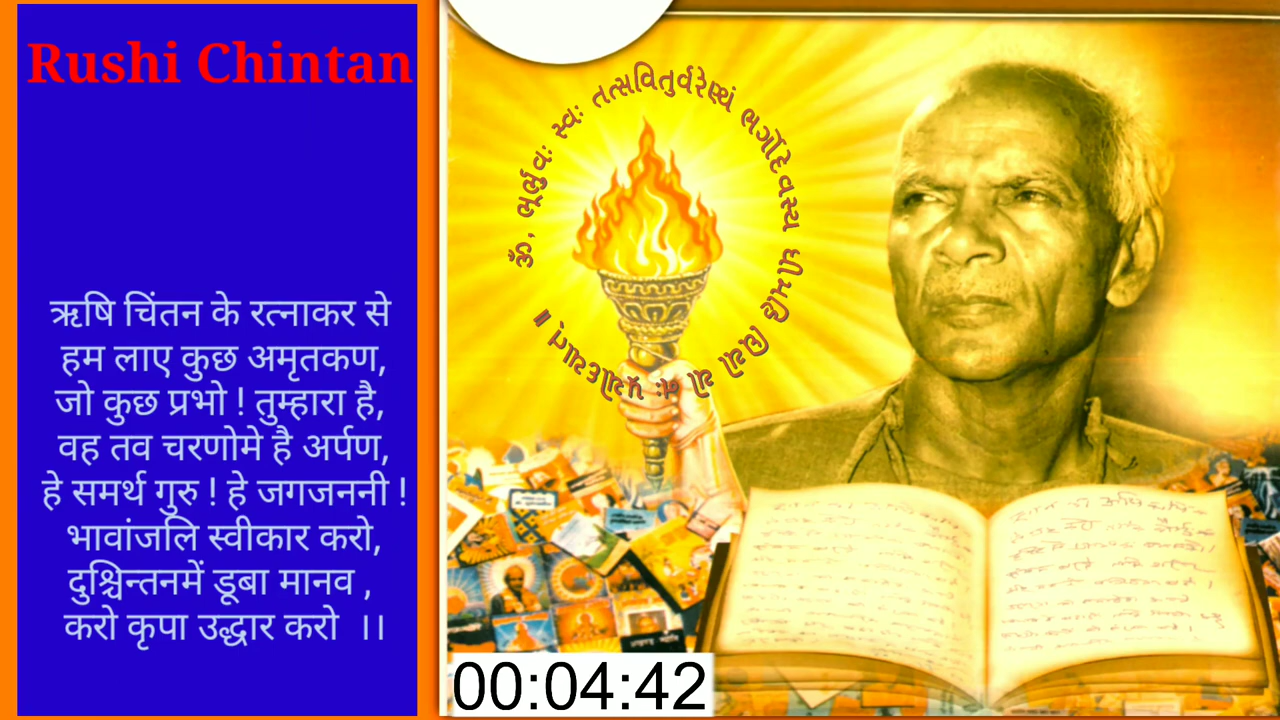 Rushi Chintan
ऋषि चिंतन के रत्नाकर से
हम लाए कुछ अमृतकण,
जो कुछ प्रभो ! तुम्हारा है,
वह तव चरणोमे है अर्पण,
हे समर्थ गुरु ! हे जगजननी !
भावांजलि स्वीकार करो,
दुश्चिन्तनमें डूबा मानव ,
करो कृपा उद्धार करो ।।
ॐ, ભૂર્ભુવઃ સ્વઃ તત્સવિતુર્વરેણ્યં ભર્ગોદેવસ્ય ધીમહિ ધિયો યો નઃ પ્રચોદયાત્ ॥
00:04:42